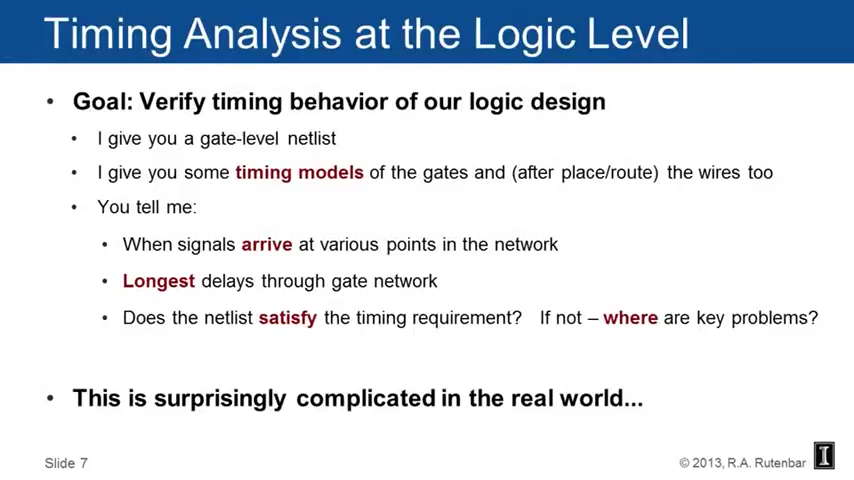 Timing Analysis at the Logic Level
• Goal: Verify timing behavior of our logic design
• I give you a gate-level netlist
• I give you some timing models of the gates and (after place/route) the wires too
• You tell me:
• When signals arrive at various points in the network
• Longest delays through gate network
• Does the netlist satisfy the timing requirement? If not – where are key problems?
• This is surprisingly complicated in the real world...
Slide 7
© 2013, R.A. Rutenbar
I